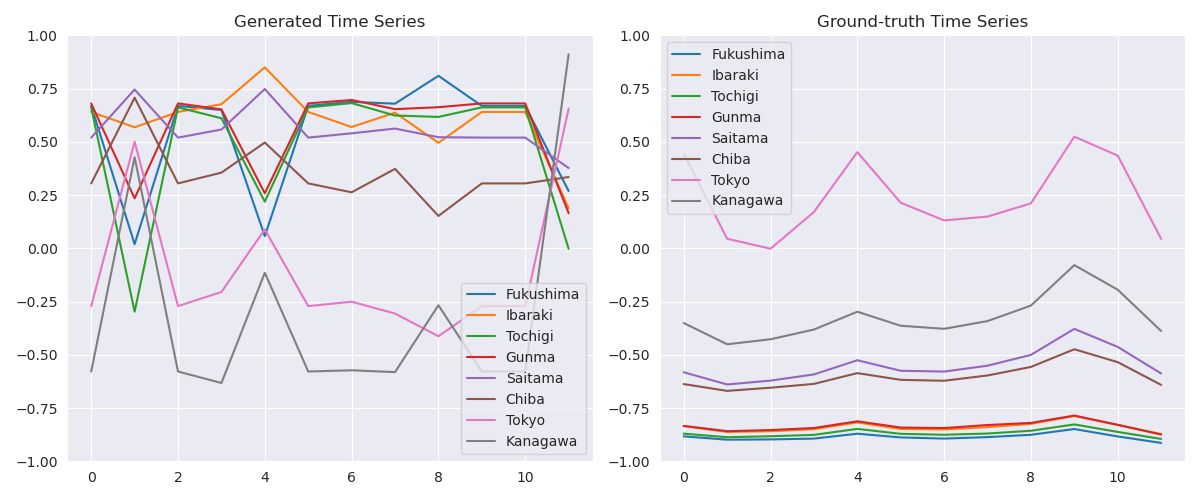 Generated Time Series
1.00
0.75
0.50
0.25
0.00
−0.25
−0.50
−0.75
−1.00
0
2
4
6
8
10
Fukushima
Ibaraki
Tochigi
Gunma
Saitama
Chiba
Tokyo
Kanagawa
Ground-truth Time Series
1.00
0.75
0.50
0.25
0.00
−0.25
−0.50
−0.75
−1.00
0
2
4
6
8
10
Fukushima
Ibaraki
Tochigi
Gunma
Saitama
Chiba
Tokyo
Kanagawa